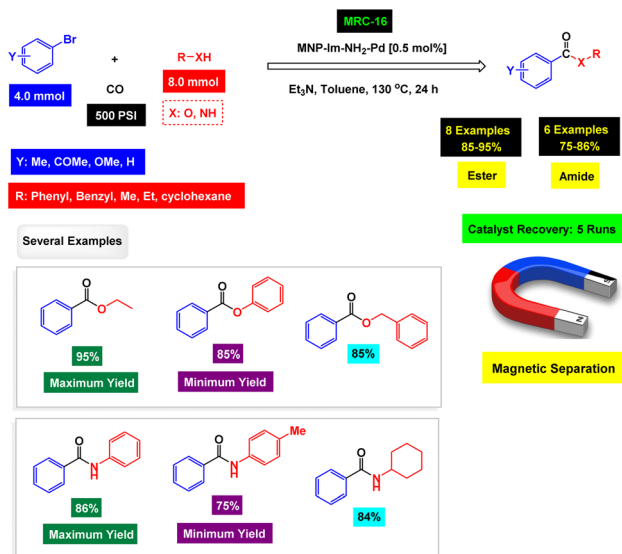 MRC-16
Y
Br
+
R-XH
MNP-Im-NH2-Pd [0.5 mol%]
O
X
R
Y
4.0 mmol
CO
8.0 mmol
Et3N, Toluene, 130 °C, 24 h
500 PSI
X: O, NH
8 Examples
85-95%
6 Examples
75-86%
Y: Me, COMe, OMe, H
Ester
Amide
R: Phenyl, Benzyl, Me, Et, cyclohexane
Several Examples
Catalyst Recovery: 5 Runs
O
O
O
O
O
O
N
95%
85%
85%
Maximum Yield
Minimum Yield
Magnetic Separation
O
N
H
O
N
H
Me
O
N
H
86%
75%
84%
Maximum Yield
Minimum Yield